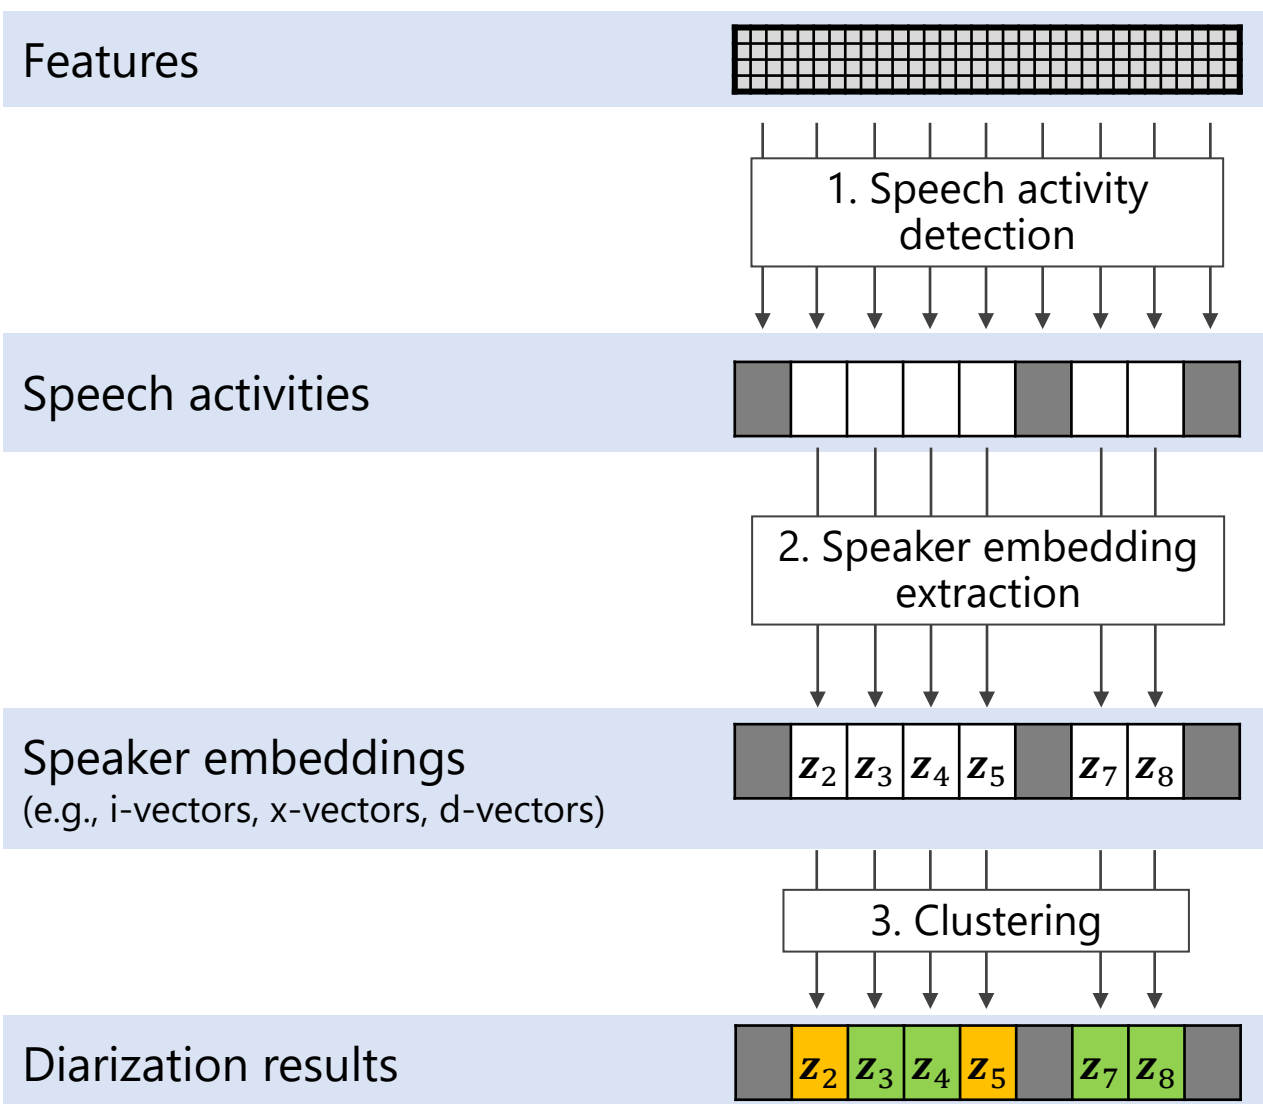 Features
1. Speech activity
detection
Speech activities
2. Speaker embedding
extraction
Speaker embeddings
(e.g., i-vectors, x-vectors, d-vectors)
z₂ z₃ z₄ z₅ z₇ z₈
3. Clustering
Diarization results
z₂ z₃ z₄ z₅ z₇ z₈